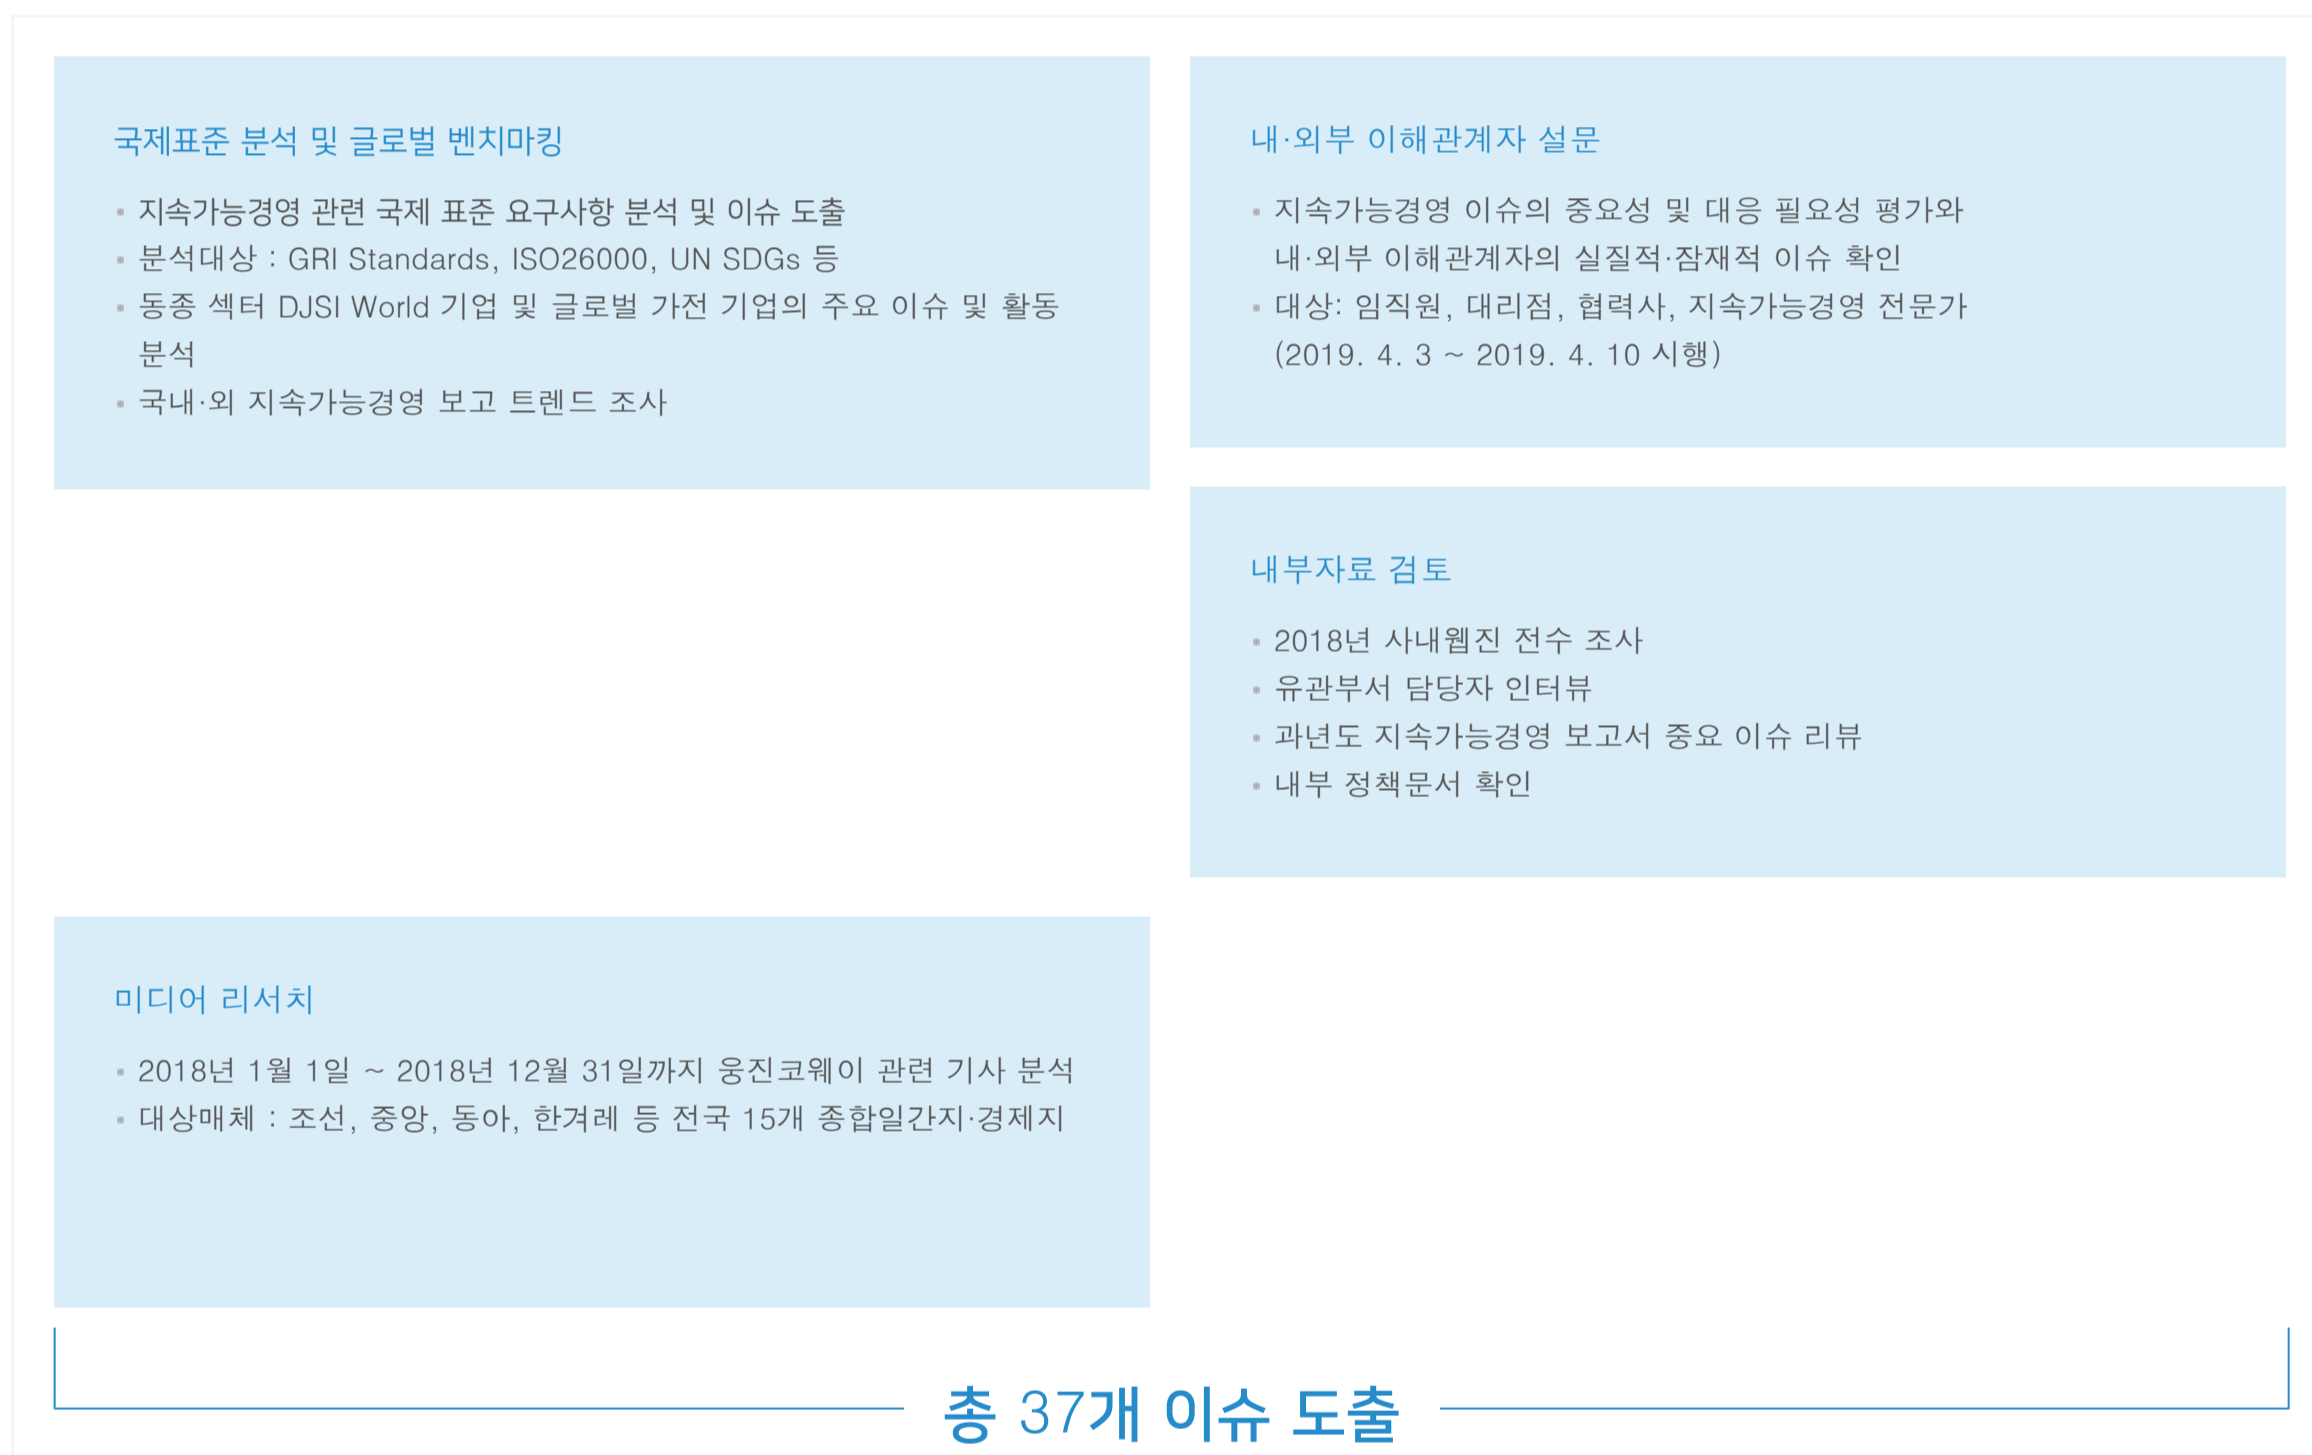 국제표준 분석 및 글로벌 벤치마킹
지속가능경영 관련 국제 표준 요구사항 분석 및 이슈 도출
분석대상 : GRI Standards, ISO26000, UN SDGs 등
동종 섹터 DJSI World 기업 및 글로벌 가전 기업의 주요 이슈 및 활동
분석
국내·외 지속가능경영 보고 트렌드 조사
내·외부 이해관계자 설문
지속가능경영 이슈의 중요성 및 대응 필요성 평가와
내·외부 이해관계자의 실질적·잠재적 이슈 확인
대상: 임직원, 대리점, 협력사, 지속가능경영 전문가
(2019. 4. 3 ~ 2019. 4. 10 시행)
내부자료 검토
2018년 사내웹진 전수 조사
유관부서 담당자 인터뷰
과년도 지속가능경영 보고서 중요 이슈 리뷰
내부 정책문서 확인
미디어 리서치
2018년 1월 1일 ~ 2018년 12월 31일까지 웅진코웨이 관련 기사 분석
대상매체 : 조선, 중앙, 동아, 한겨레 등 전국 15개 종합일간지·경제지
총 37개 이슈 도출